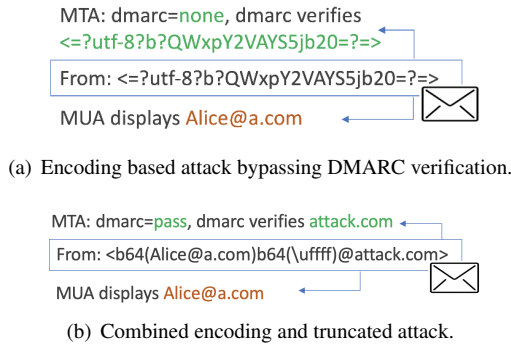 MTA: dmarc=none, dmarc verifies
<=?utf-8?b?QWxpY2VAYS5jb20=?=>
From: <=?utf-8?b?QWxpY2VAYS5jb20=?=>
MUA displays Alice@a.com
(a) Encoding based attack bypassing DMARC verification.
MTA: dmarc=pass, dmarc verifies attack.com
From: <b64(Alice@a.com)b64(\uffff)@attack.com>
MUA displays Alice@a.com
(b) Combined encoding and truncated attack.